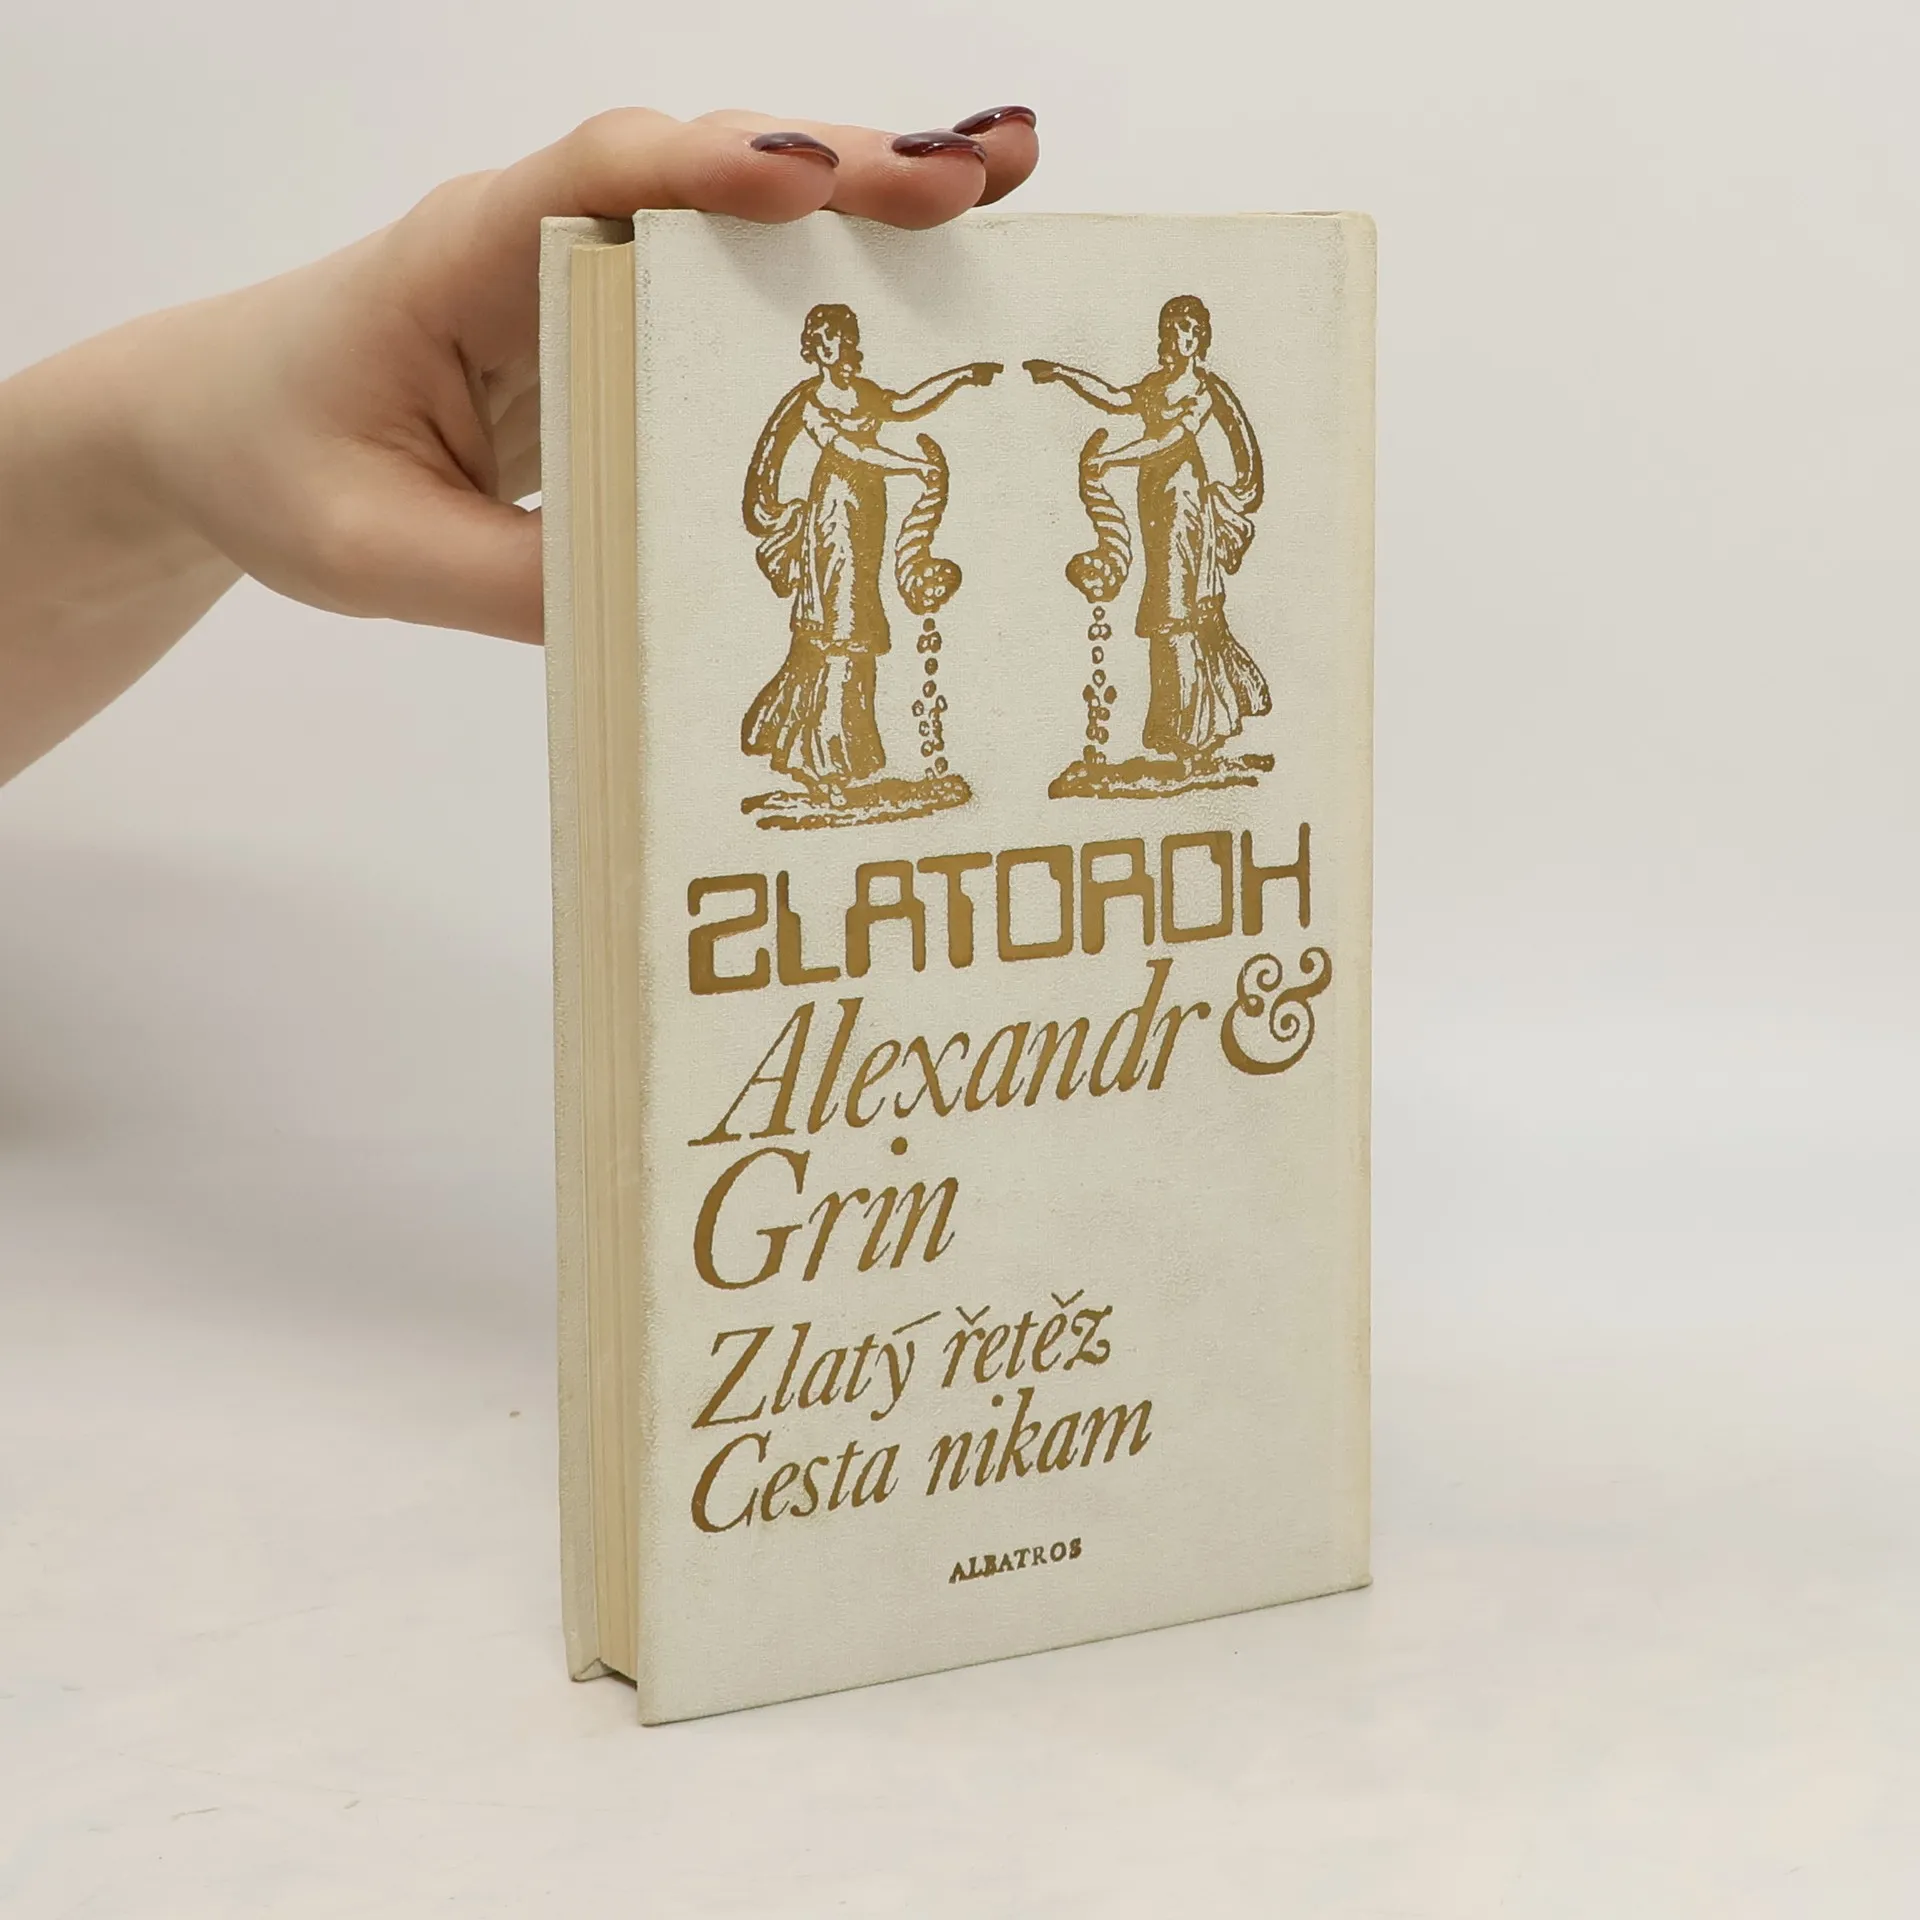 ZLATOROH
Alexandr &
Grin
Zlatý řetěz
Cesta nikam
ALBATROS